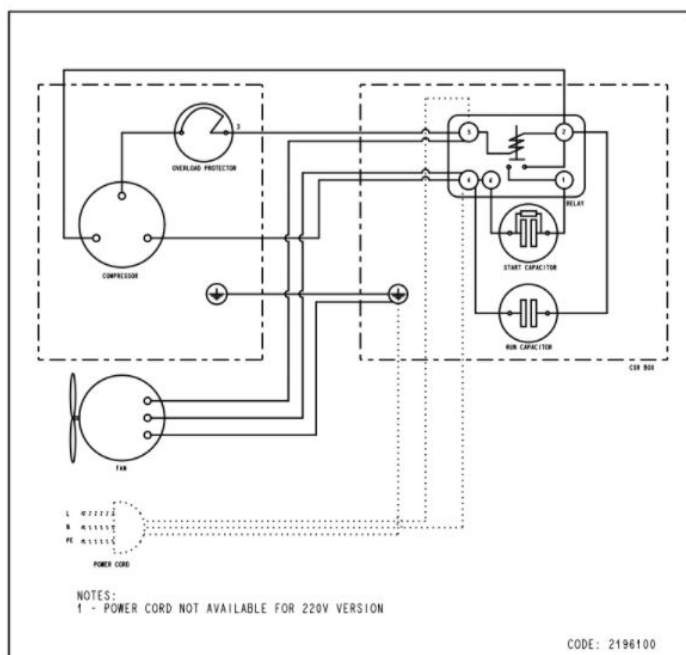 3
OVERLOAD PROTECTOR
COMPRESSOR
5
2
4
4
1
RELAY
START CAPACITOR
RUN CAPACITOR
CSR BOX
FAN
L
N
PE
POWER CORD
NOTES:
1 - POWER CORD NOT AVAILABLE FOR 220V VERSION
CODE: 2196100